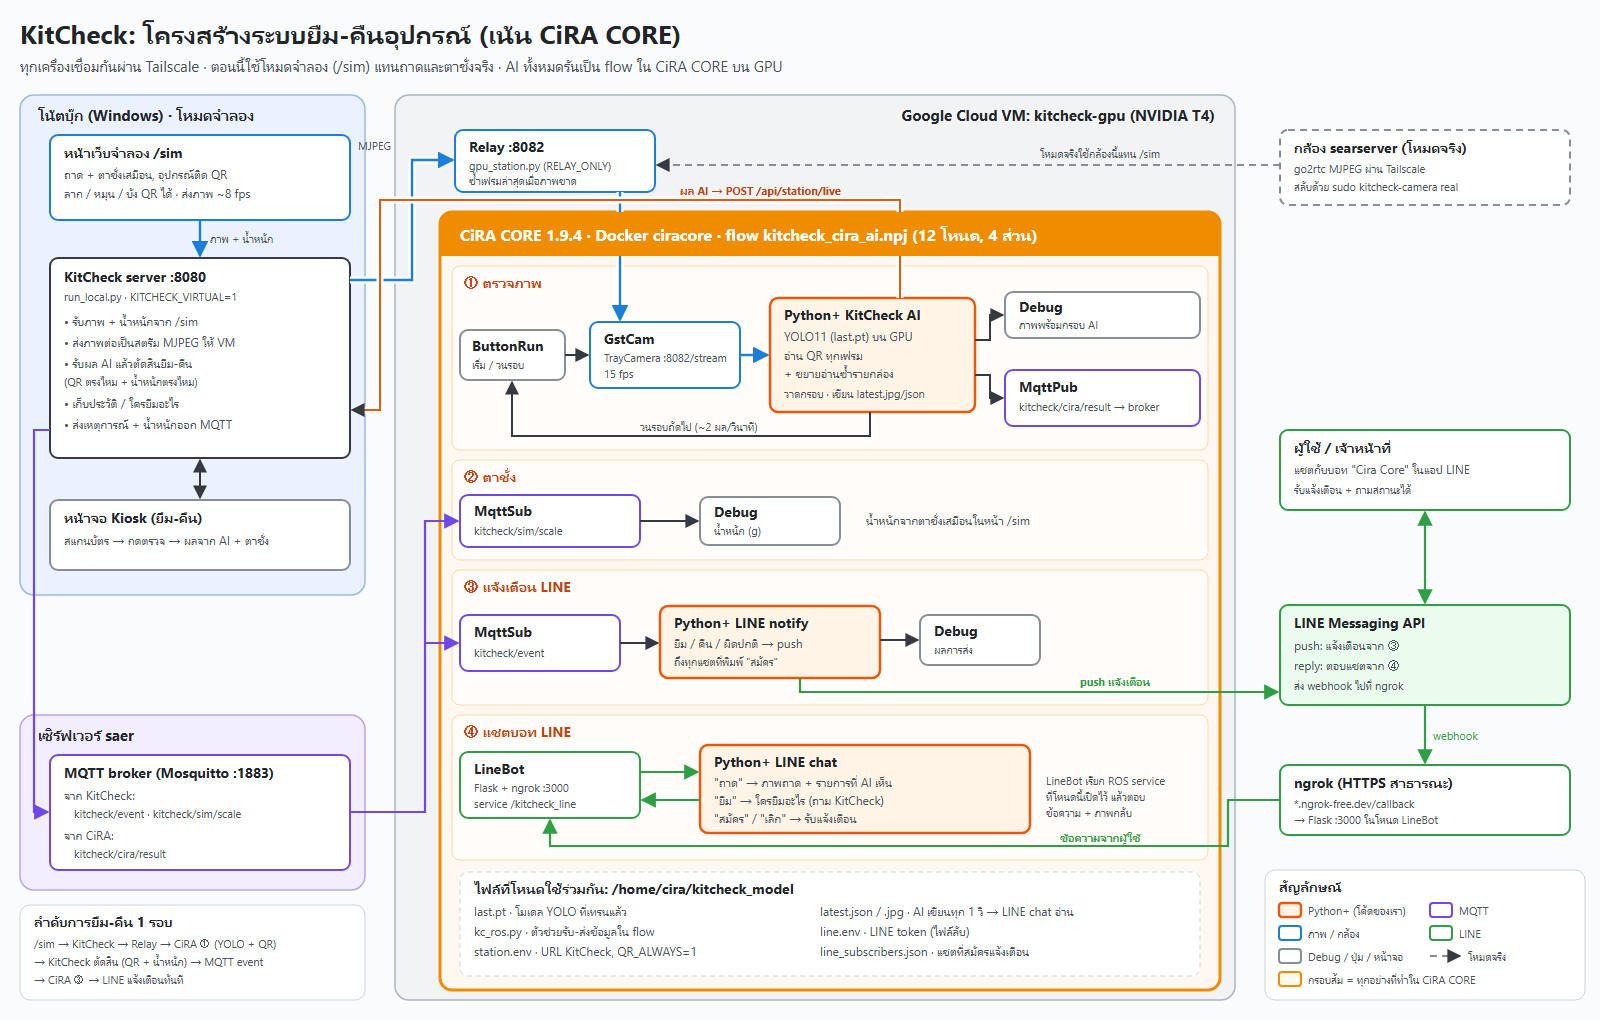 KitCheck: โครงสร้างระบบยืม-คืนอุปกรณ์ (เน้น CiRA CORE)
ทุกเครื่องเชื่อมกันผ่าน Tailscale · ตอนนี้ใช้โหมดจำลอง (/sim) แทนถาดและตาชั่งจริง · AI ทั้งหมดรันเป็น flow ใน CiRA CORE บน GPU
โน้ตบุ๊ก (Windows) · โหมดจำลอง
หน้าเว็บจำลอง /sim
ถาด + ตาชั่งเสมือน, อุปกรณ์ติด QR
ลาก / หมุน / บัง QR ได้ · ส่งภาพ ~8 fps
ภาพ + น้ำหนัก
MJPEG
KitCheck server :8080
run_local.py · KITCHECK_VIRTUAL=1
• รับภาพ + น้ำหนักจาก /sim
• ส่งภาพต่อเป็นสตรีม MJPEG ให้ VM
• รับผล AI แล้วตัดสินยืม-คืน
(QR ตรงไหม + น้ำหนักตรงไหม)
• เก็บประวัติ / ใครยืมอะไร
• ส่งเหตุการณ์ + น้ำหนักออก MQTT
หน้าจอ Kiosk (ยืม-คืน)
สแกนบัตร → กดตรวจ → ผลจาก AI + ตาชั่ง
เซิร์ฟเวอร์ saer
MQTT broker (Mosquitto :1883)
จาก KitCheck:
kitcheck/event · kitcheck/sim/scale
จาก CiRA:
kitcheck/cira/result
ลำดับการยืม-คืน 1 รอบ
/sim → KitCheck → Relay → CiRA ① (YOLO + QR)
→ KitCheck ตัดสิน (QR + น้ำหนัก) → MQTT event
→ CiRA ③ → LINE แจ้งเตือนทันที
Google Cloud VM: kitcheck-gpu (NVIDIA T4)
Relay :8082
gpu_station.py (RELAY_ONLY)
ซ้ำเฟรมล่าสุดเมื่อภาพขาด
โหมดจริงใช้กล้องนี้แทน /sim
ผล AI → POST /api/station/live
CiRA CORE 1.9.4 · Docker ciracore · flow kitcheck_cira_ai.npj (12 โหนด, 4 ส่วน)
① ตรวจภาพ
ButtonRun
เริ่ม / วนรอบ
GstCam
TrayCamera :8082/stream
15 fps
Python+ KitCheck AI
YOLO11 (last.pt) บน GPU
อ่าน QR ทุกเฟรม
+ ขยายอ่านซ้ำรายกล่อง
วาดกรอบ · เขียน latest.jpg/json
Debug
ภาพพร้อมกรอบ AI
MqttPub
kitcheck/cira/result → broker
วนรอบถัดไป (~2 ผล/วินาที)
② ตาชั่ง
MqttSub
kitcheck/sim/scale
Debug
น้ำหนัก (g)
น้ำหนักจากตาชั่งเสมือนในหน้า /sim
③ แจ้งเตือน LINE
MqttSub
kitcheck/event
Python+ LINE notify
ยืม / คืน / ผิดปกติ → push
ถึงทุกแชตที่พิมพ์ "สมัคร"
Debug
ผลการส่ง
push แจ้งเตือน
④ แชตบอท LINE
LineBot
Flask + ngrok :3000
service /kitcheck_line
Python+ LINE chat
"ถาด" → ภาพถาด + รายการที่ AI เห็น
"ยืม" → ใครยืมอะไร (ถาม KitCheck)
"สมัคร" / "เลิก" → รับแจ้งเตือน
LineBot เรียก ROS service
ที่โหนดนี้เปิดไว้ แล้วตอบ
ข้อความ + ภาพกลับ
ข้อความจากผู้ใช้
ไฟล์ที่โหนดใช้ร่วมกัน: /home/cira/kitcheck_model
last.pt · โมเดล YOLO ที่เทรนแล้ว
kc_ros.py · ตัวช่วยรับ-ส่งข้อมูลใน flow
station.env · URL KitCheck, QR_ALWAYS=1
latest.json / .jpg · AI เขียนทุก 1 วิ → LINE chat อ่าน
line.env · LINE token (ไฟล์ลับ)
line_subscribers.json · แชตที่สมัครแจ้งเตือน
กล้อง searserver (โหมดจริง)
go2rtc MJPEG ผ่าน Tailscale
สลับด้วย sudo kitcheck-camera real
ผู้ใช้ / เจ้าหน้าที่
แชตกับบอท "Cira Core" ในแอป LINE
รับแจ้งเตือน + ถามสถานะได้
LINE Messaging API
push: แจ้งเตือนจาก ③
reply: ตอบแชตจาก ④
ส่ง webhook ไปที่ ngrok
webhook
ngrok (HTTPS สาธารณะ)
*.ngrok-free.dev/callback
→ Flask :3000 ในโหนด LineBot
สัญลักษณ์
Python+ (โค้ดของเรา)
MQTT
ภาพ / กล้อง
LINE
Debug / ปุ่ม / หน้าจอ
โหมดจริง
กรอบส้ม = ทุกอย่างที่ทำใน CiRA CORE